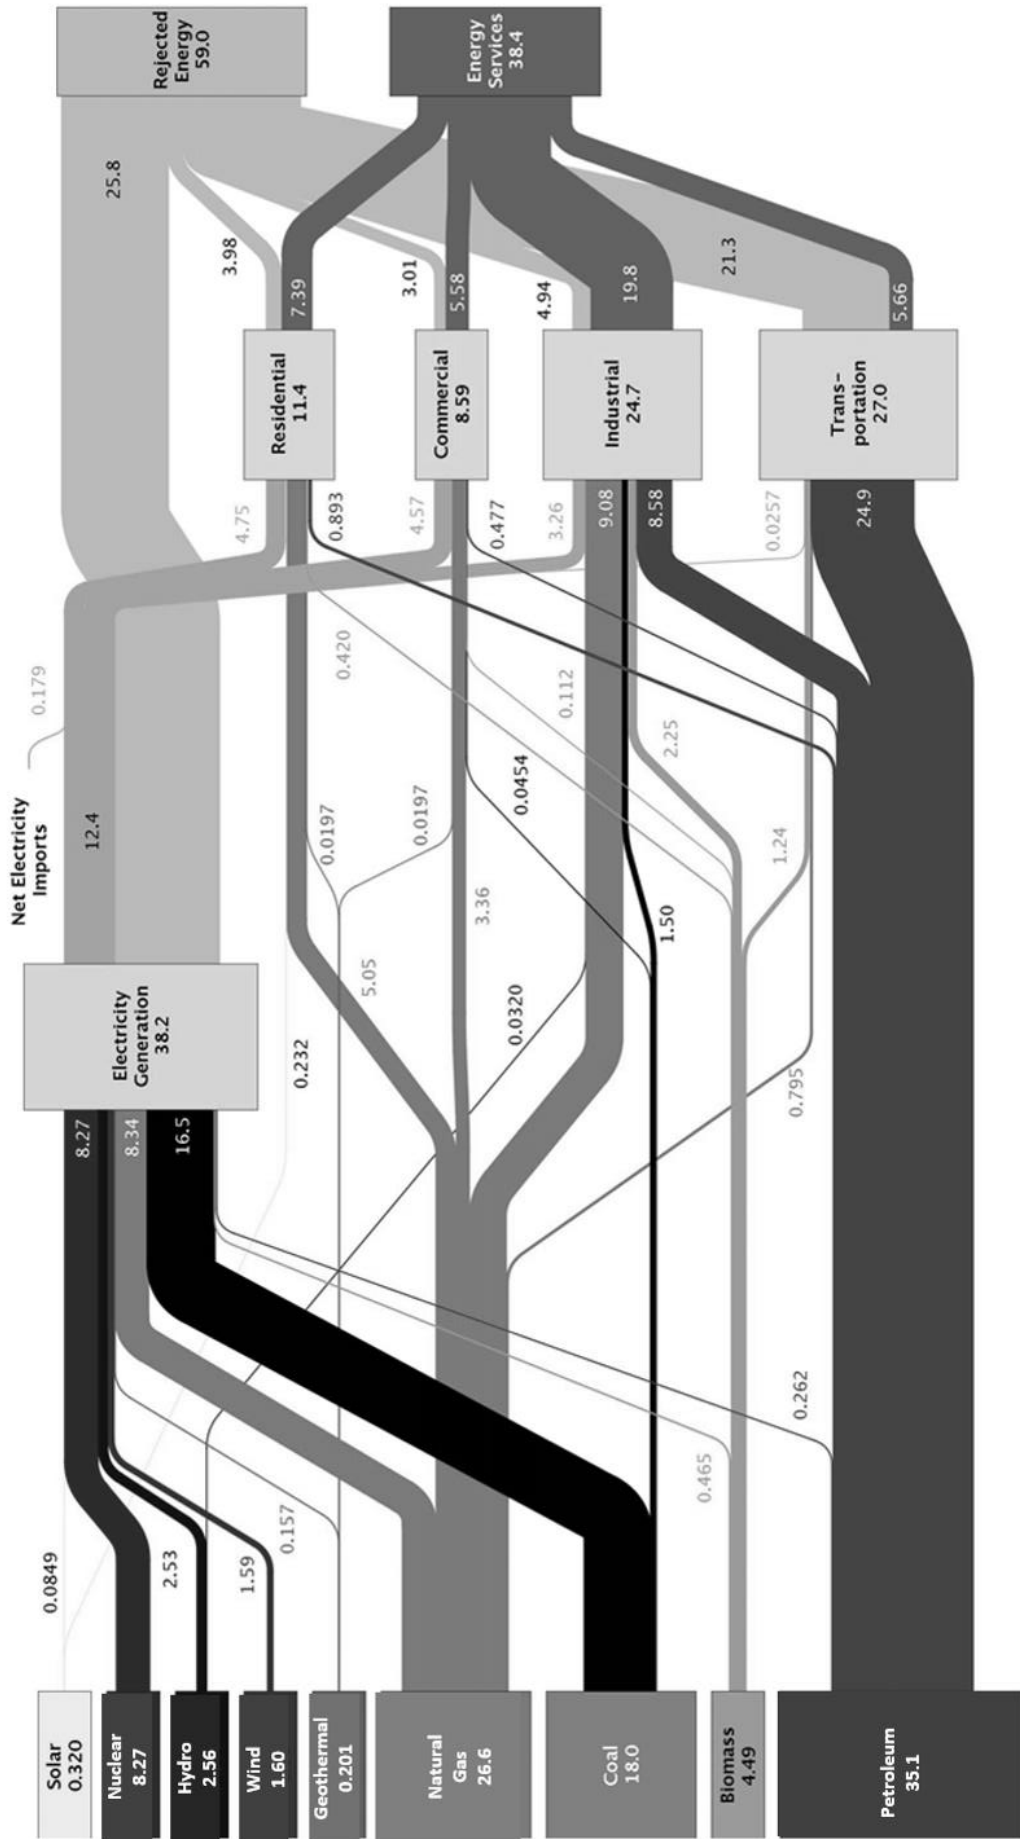 Solar
0.320
Nuclear
8.27
Hydro
2.56
Wind
1.60
Geothermal
0.201
Natural
Gas
26.6
Coal
18.0
Biomass
4.49
Petroleum
35.1
0.0849
2.53
1.59
0.157
0.465
0.262
8.27
8.34
16.5
Electricity
Generation
38.2
Net Electricity
Imports
0.179
12.4
0.232
5.05
0.0320
0.795
0.0197
0.0197
3.36
0.0454
1.50
1.24
0.420
0.112
2.25
4.75
0.893
4.57
0.477
3.26
9.08
8.58
0.0257
24.9
Residential
11.4
Commercial
8.59
Industrial
24.7
Trans-
portation
27.0
25.8
3.98
7.39
3.01
5.58
4.94
19.8
21.3
5.66
Rejected
Energy
59.0
Energy
Services
38.4